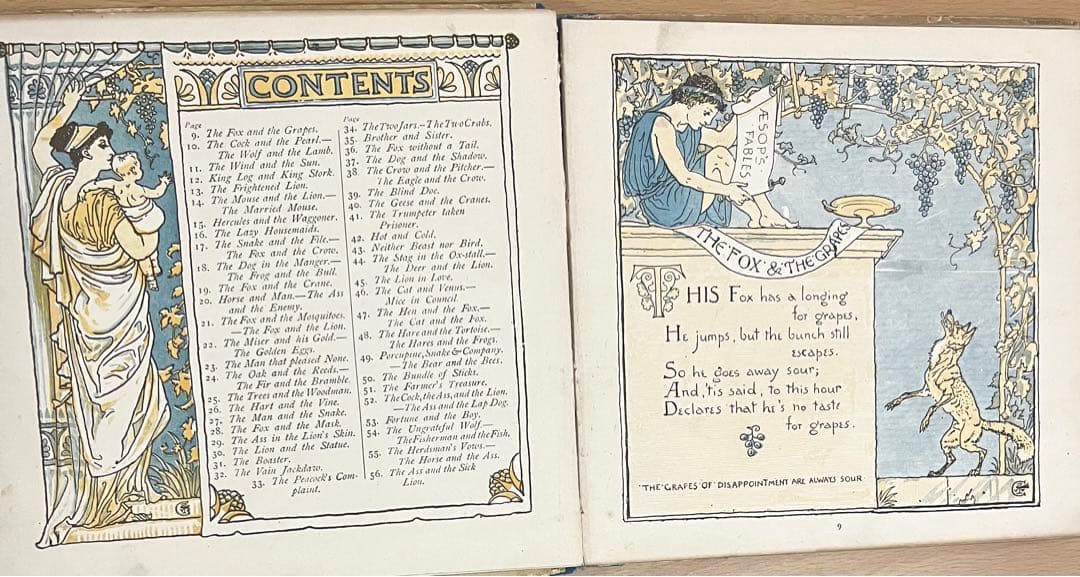 CONTENTS
Page
9. The Fox and the Grapes.
10. The Cock and the Pearl.—
The Wolf and the Lamb.
11. The Wind and the Sun.
12. King Log and King Stork.
13. The Frightened Lion.
14. The Mouse and the Lion.—
The Married Mouse.
15. Hercules and the Waggoner.
16. The Lazy Housemaids.
17. The Snake and the File.—
The Fox and the Crow.
18. The Dog in the Manger.—
The Frog and the Bull.
19. The Fox and the Crane.
20. Horse and Man.—The Ass
and the Enemy.
21. The Fox and the Mosquitoes.
—The Fox and the Lion.
22. The Miser and his Gold.—
The Golden Eggs.
23. The Man that pleased None.
24. The Oak and the Reeds.—
The Fir and the Bramble.
25. The Trees and the Woodman.
26. The Hart and the Vine.
27. The Man and the Snake.
28. The Fox and the Mask.
29. The Ass in the Lion's Skin.
30. The Lion and the Statue.
31. The Boaster.
32. The Vain Jackdaw.
33. The Peacock's Com-
plaint.
Page
34. The Two Jars.—The Two Crabs.
35. Brother and Sister.
36. The Fox without a Tail.
37. The Dog and the Shadow.
38. The Crow and the Pitcher.—
The Eagle and the Crow.
39. The Blind Doe.
40. The Geese and the Cranes.
41. The Trumpeter taken
Prisoner.
42. Hot and Cold.
43. Neither Beast nor Bird.
44. The Stag in the Ox-stall.—
The Deer and the Lion.
45. The Lion in Love.
46. The Cat and Venus.—
Mice in Council.
47. The Hen and the Fox.—
The Cat and the Fox.
48. The Hare and the Tortoise.—
The Hares and the Frogs.
49. Porcupine, Snake & Company.
—The Bear and the Bees.
50. The Bundle of Sticks.
51. The Farmer's Treasure.
52. The Cock, the Ass, and the Lion.
—The Ass and the Lap Dog.
53. Fortune and the Boy.
54. The Ungrateful Wolf.—
The Fisherman and the Fish.
55. The Herdsman's Vows.—
The Horse and the Ass.
56. The Ass and the Sick
Lion.
ÆSOP'S
FABLES
THE FOX & THE GRAPES
THIS Fox has a longing
for grapes,
He jumps, but the bunch still
escapes.
So he goes away sour;
And, 'tis said, to this hour
Declares that he's no taste
for grapes.
'THE 'GRAPES 'OF' DISAPPOINTMENT ARE ALWAYS SOUR
9